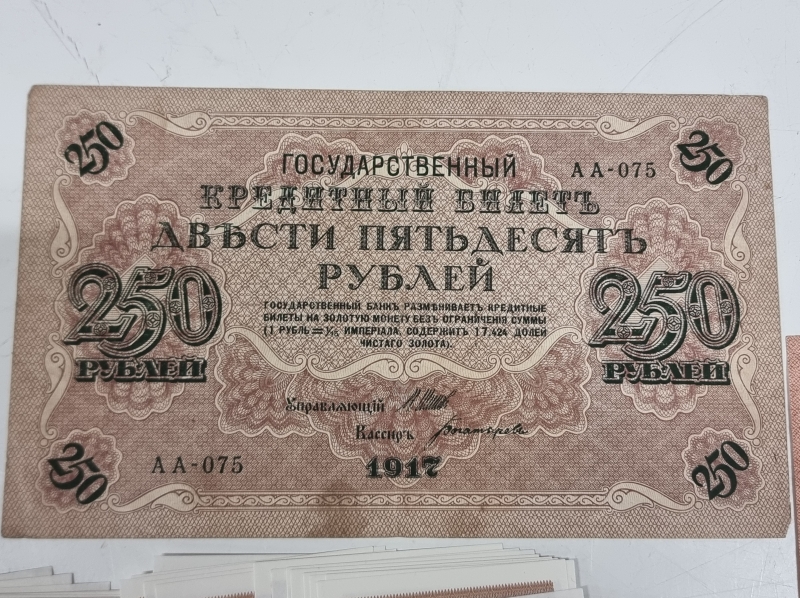 250
250
ГОСУДАРСТВЕННЫЙ
АА-075
КРЕДИТНЫЙ БИЛЕТЪ
ДВѢСТИ ПЯТЬДЕСЯТЪ
РУБЛЕЙ
250
РУБЛЕЙ
250
РУБЛЕЙ
ГОСУДАРСТВЕННЫЙ БАНКЪ РАЗМѢНИВАЕТЪ КРЕДИТНЫЕ
БИЛЕТЫ НА ЗОЛОТУЮ МОНЕТУ БЕЗЪ ОГРАНИЧЕНІЯ СУММЫ
(1 РУБЛЬ = 1/15 ИМПЕРІАЛА, СОДЕРЖИТЪ 17,424 ДОЛЕЙ
ЧИСТАГО ЗОЛОТА).
Управляющій
Кассиръ
АА-075
1917
250
250